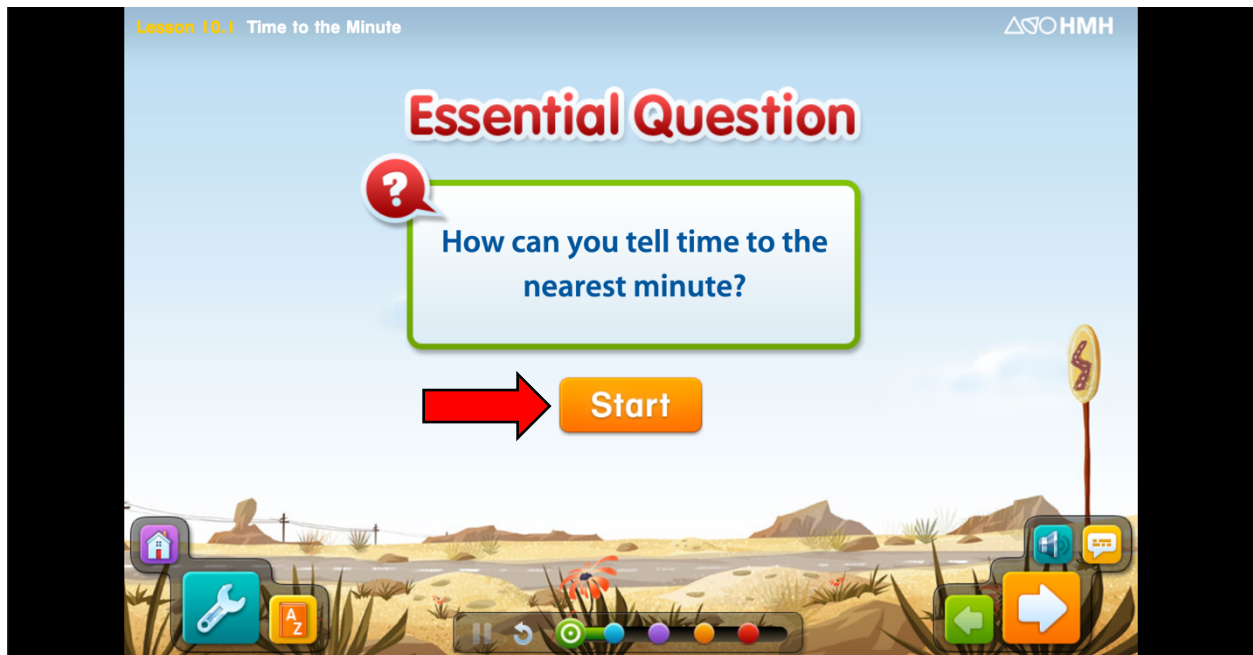 Lesson 10.1 Time to the Minute
HMH
Essential Question
?
How can you tell time to the
nearest minute?
Start
A
Z